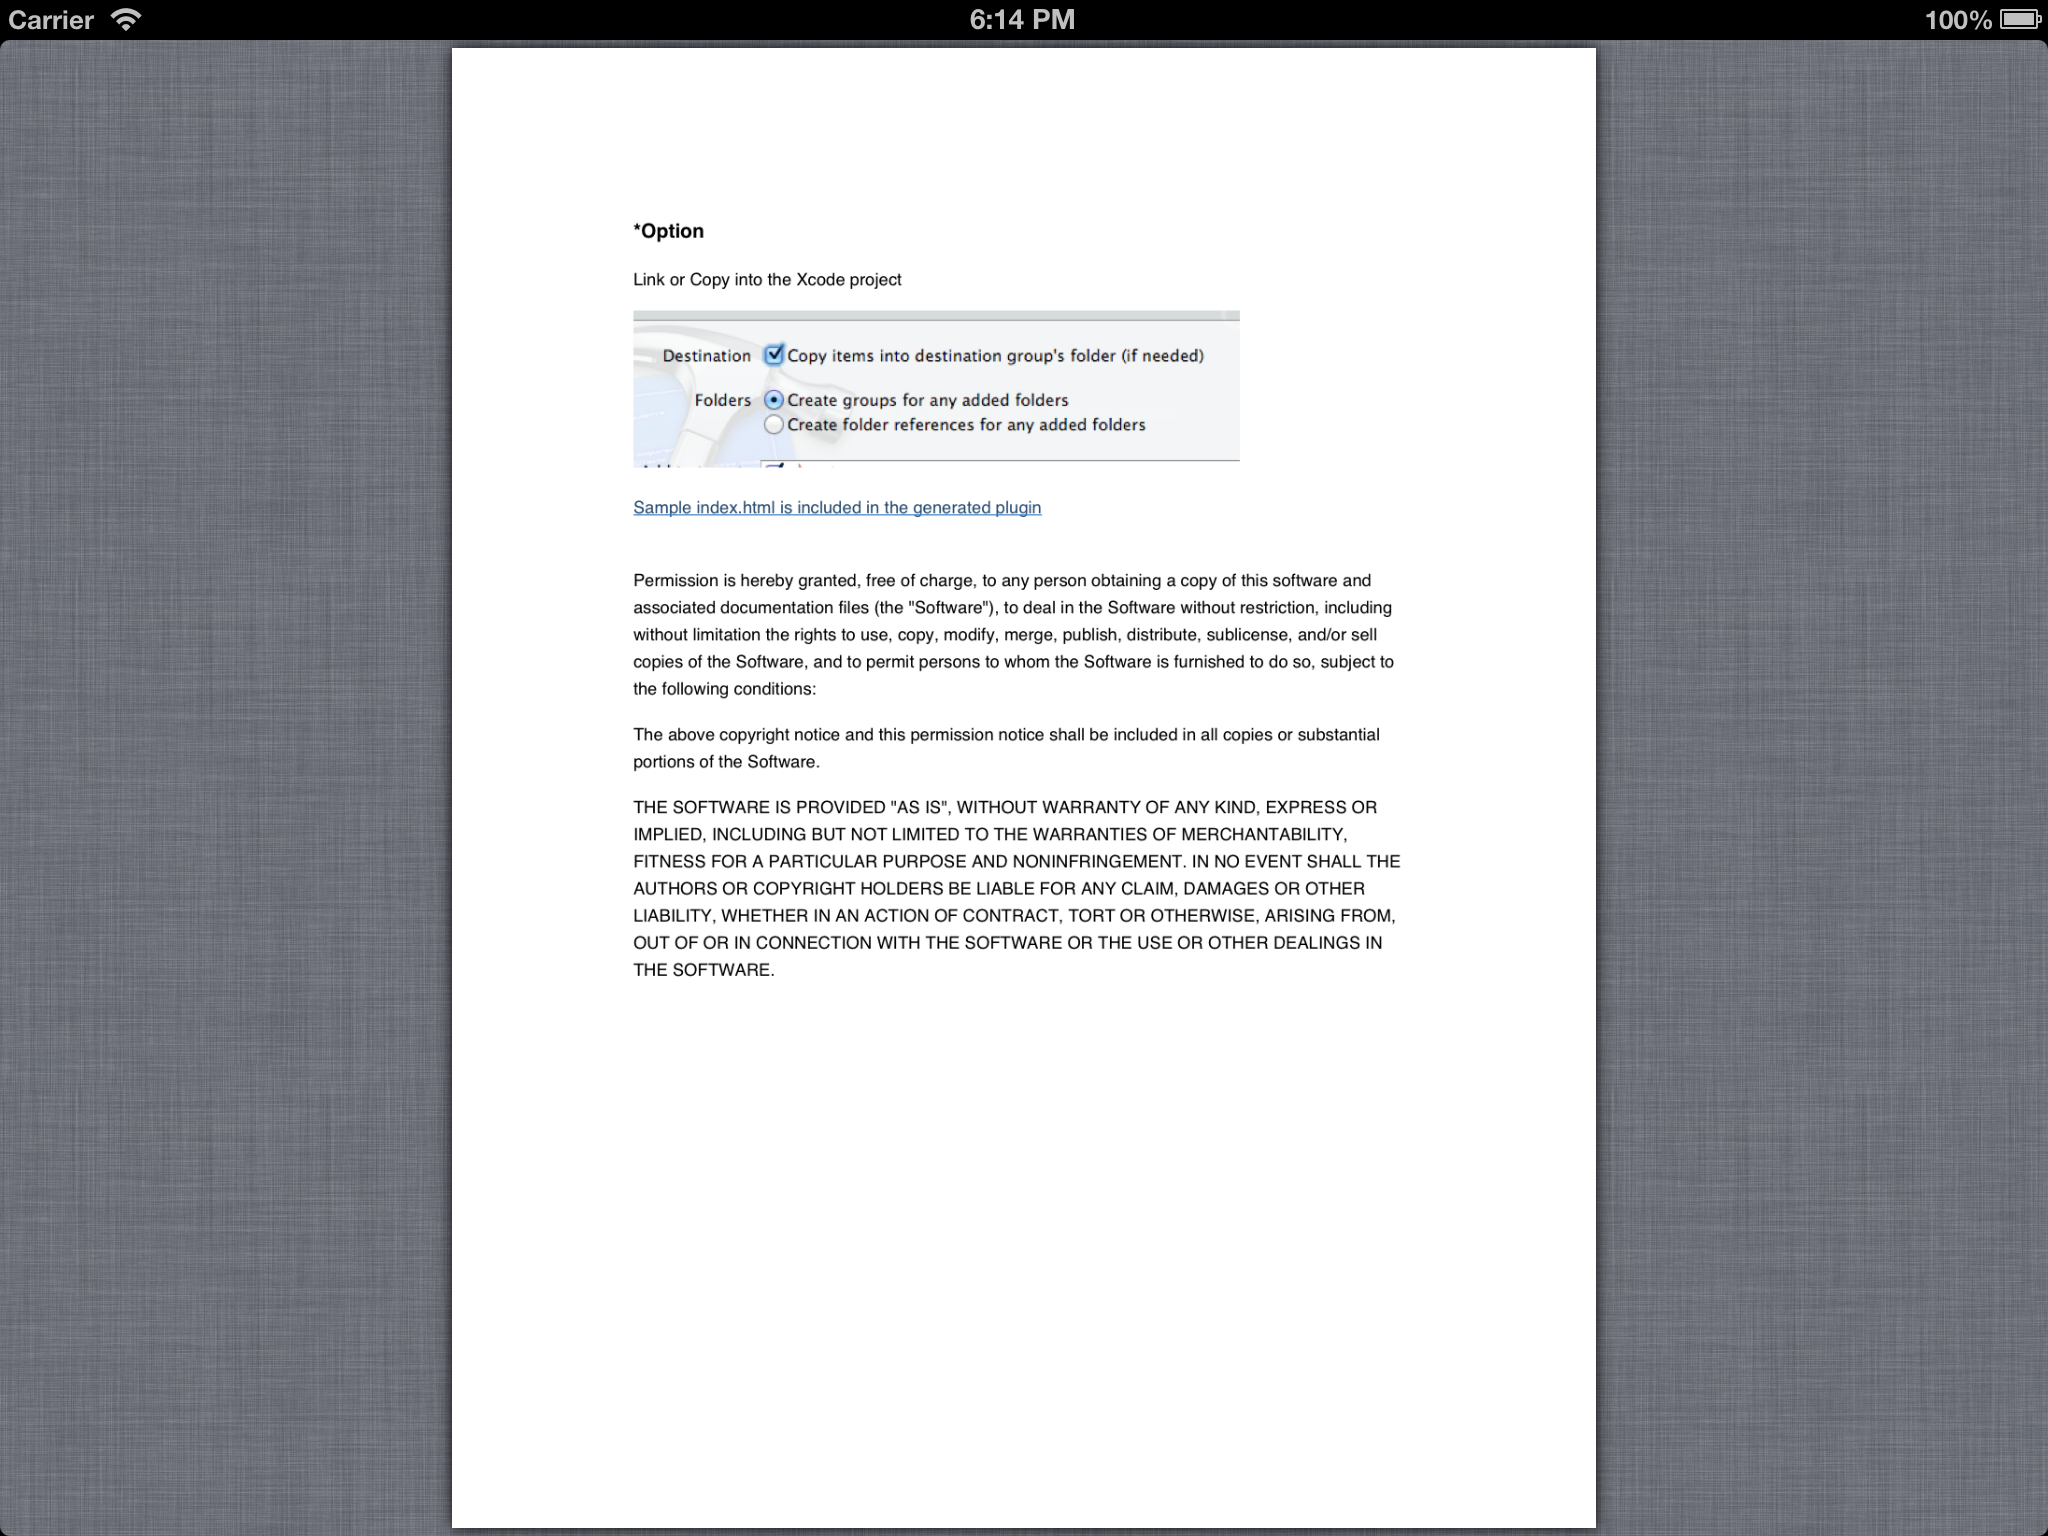 Carrier 6:14 PM 100%
*Option
Link or Copy into the Xcode project
Destination Copy items into destination group's folder (if needed)
Folders Create groups for any added folders
Create folder references for any added folders
Sample index.html is included in the generated plugin
Permission is hereby granted, free of charge, to any person obtaining a copy of this software and
associated documentation files (the "Software"), to deal in the Software without restriction, including
without limitation the rights to use, copy, modify, merge, publish, distribute, sublicense, and/or sell
copies of the Software, and to permit persons to whom the Software is furnished to do so, subject to
the following conditions:
The above copyright notice and this permission notice shall be included in all copies or substantial
portions of the Software.
THE SOFTWARE IS PROVIDED "AS IS", WITHOUT WARRANTY OF ANY KIND, EXPRESS OR
IMPLIED, INCLUDING BUT NOT LIMITED TO THE WARRANTIES OF MERCHANTABILITY,
FITNESS FOR A PARTICULAR PURPOSE AND NONINFRINGEMENT. IN NO EVENT SHALL THE
AUTHORS OR COPYRIGHT HOLDERS BE LIABLE FOR ANY CLAIM, DAMAGES OR OTHER
LIABILITY, WHETHER IN AN ACTION OF CONTRACT, TORT OR OTHERWISE, ARISING FROM,
OUT OF OR IN CONNECTION WITH THE SOFTWARE OR THE USE OR OTHER DEALINGS IN
THE SOFTWARE.